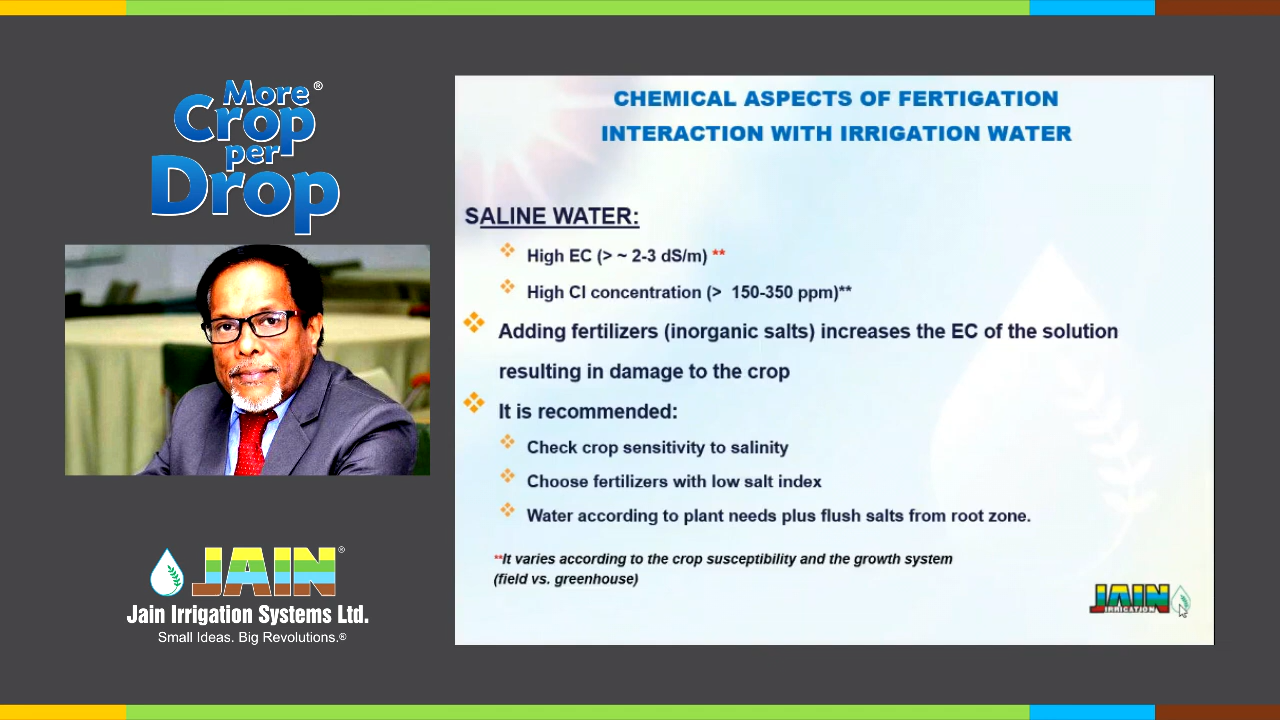 More®
Crop
per
Drop
JAIN®
Jain Irrigation Systems Ltd.
Small Ideas. Big Revolutions.®
CHEMICAL ASPECTS OF FERTIGATION
INTERACTION WITH IRRIGATION WATER
SALINE WATER:
High EC (> ~ 2-3 dS/m) **
High Cl concentration (> 150-350 ppm)**
Adding fertilizers (inorganic salts) increases the EC of the solution
resulting in damage to the crop
It is recommended:
Check crop sensitivity to salinity
Choose fertilizers with low salt index
Water according to plant needs plus flush salts from root zone.
**It varies according to the crop susceptibility and the growth system
(field vs. greenhouse)
JAIN
IRRIGATION